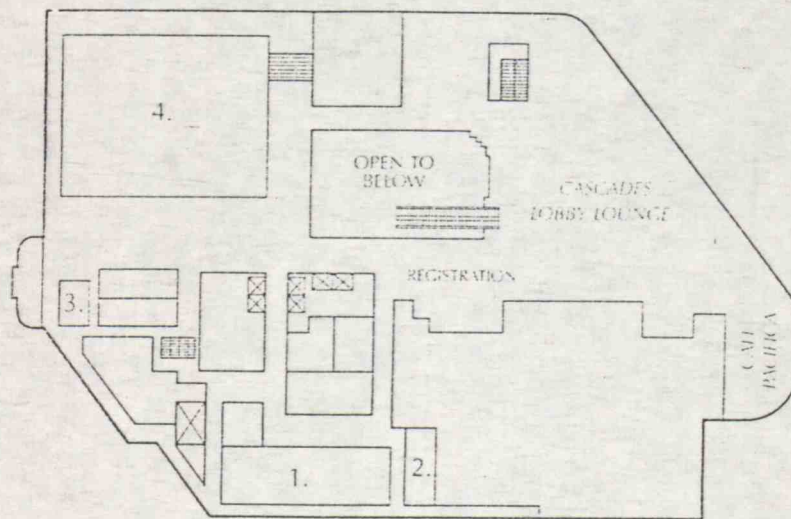 4.
OPEN TO
BELOW
CASCADES
LOBBY LOUNGE
REGISTRATION
3.
CAFE
PACIFICA
1.
2.